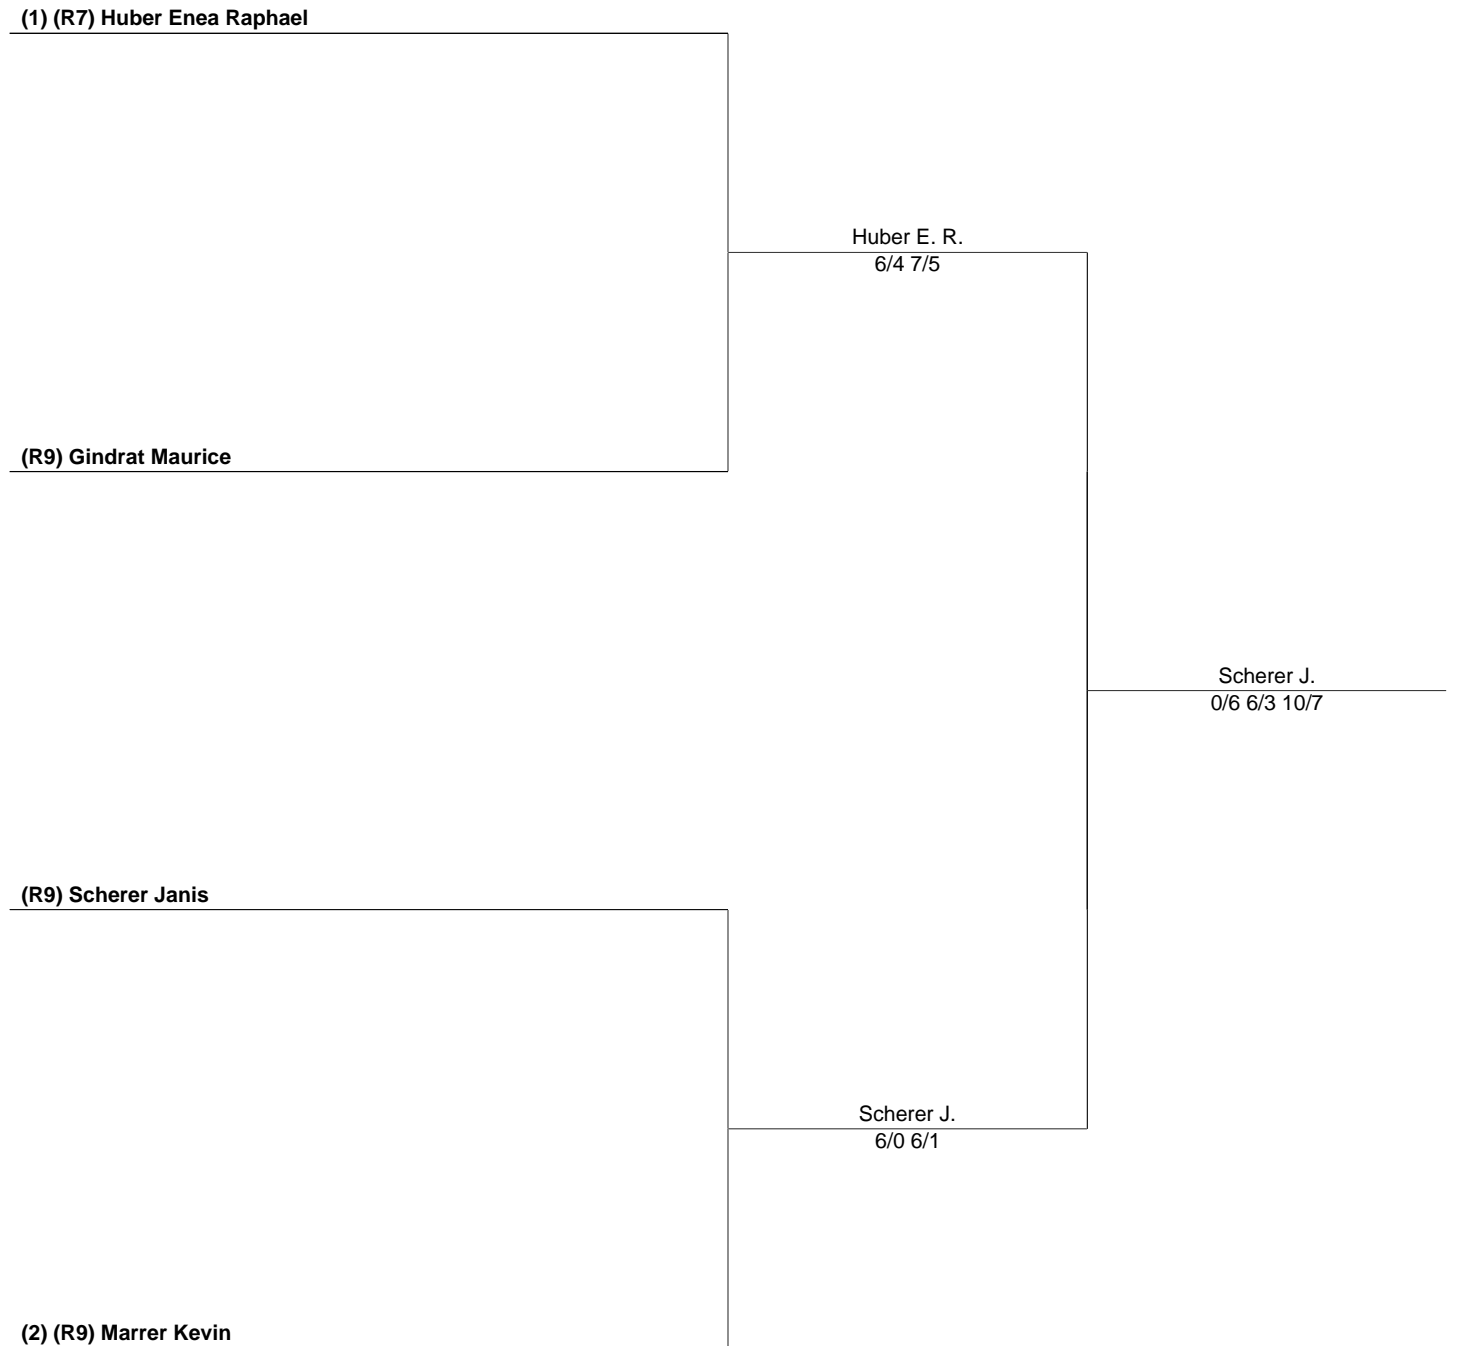 (1) (R7) Huber Enea Raphael
Huber E. R.
6/4 7/5
(R9) Gindrat Maurice
Scherer J.
0/6 6/3 10/7
(R9) Scherer Janis
Scherer J.
6/0 6/1
(2) (R9) Marrer Kevin